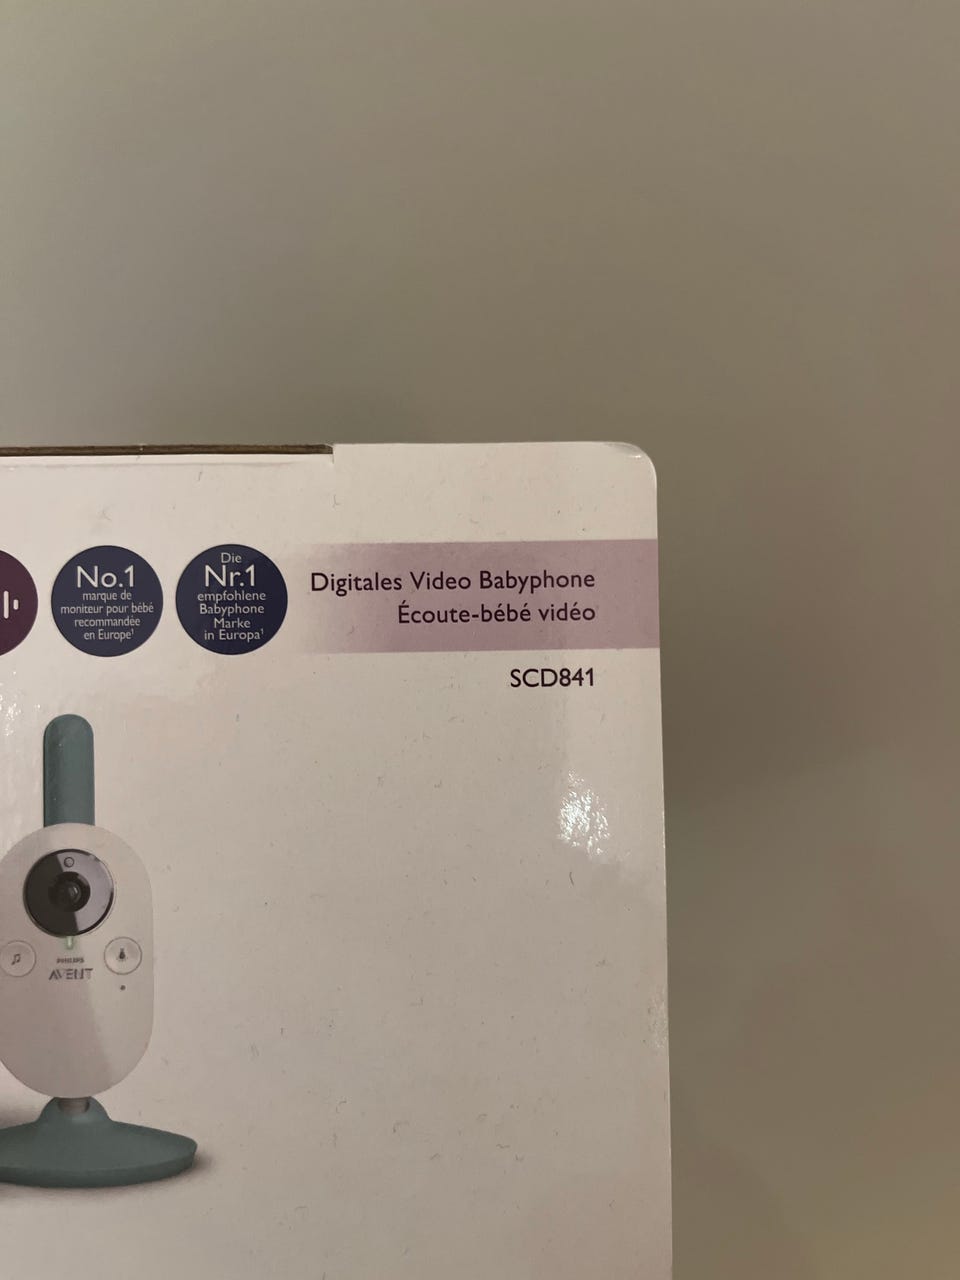 No.1
marque de
moniteur pour bébé
recommandée
en Europe¹
Die
Nr.1
empfohlene
Babyphone
Marke
in Europa¹
Digitales Video Babyphone
Écoute-bébé vidéo
SCD841
PHILIPS
AVENT